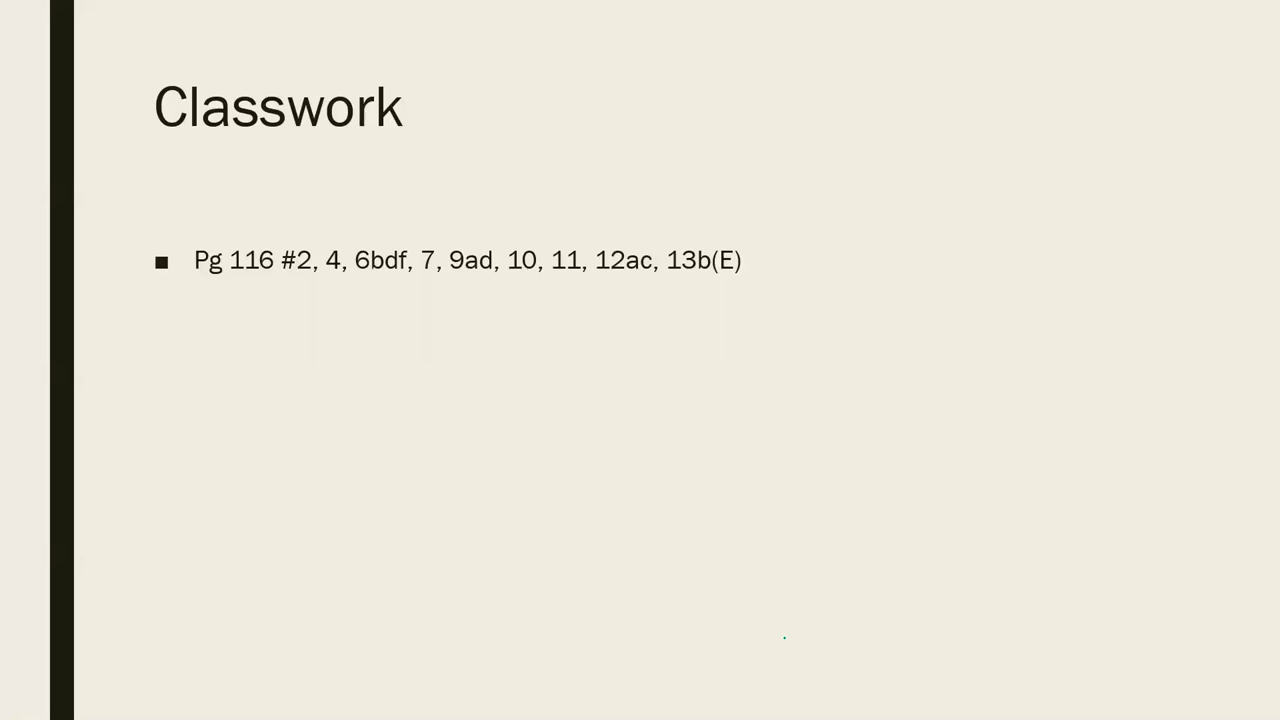 Classwork
▪ Pg 116 #2, 4, 6bdf, 7, 9ad, 10, 11, 12ac, 13b(E)